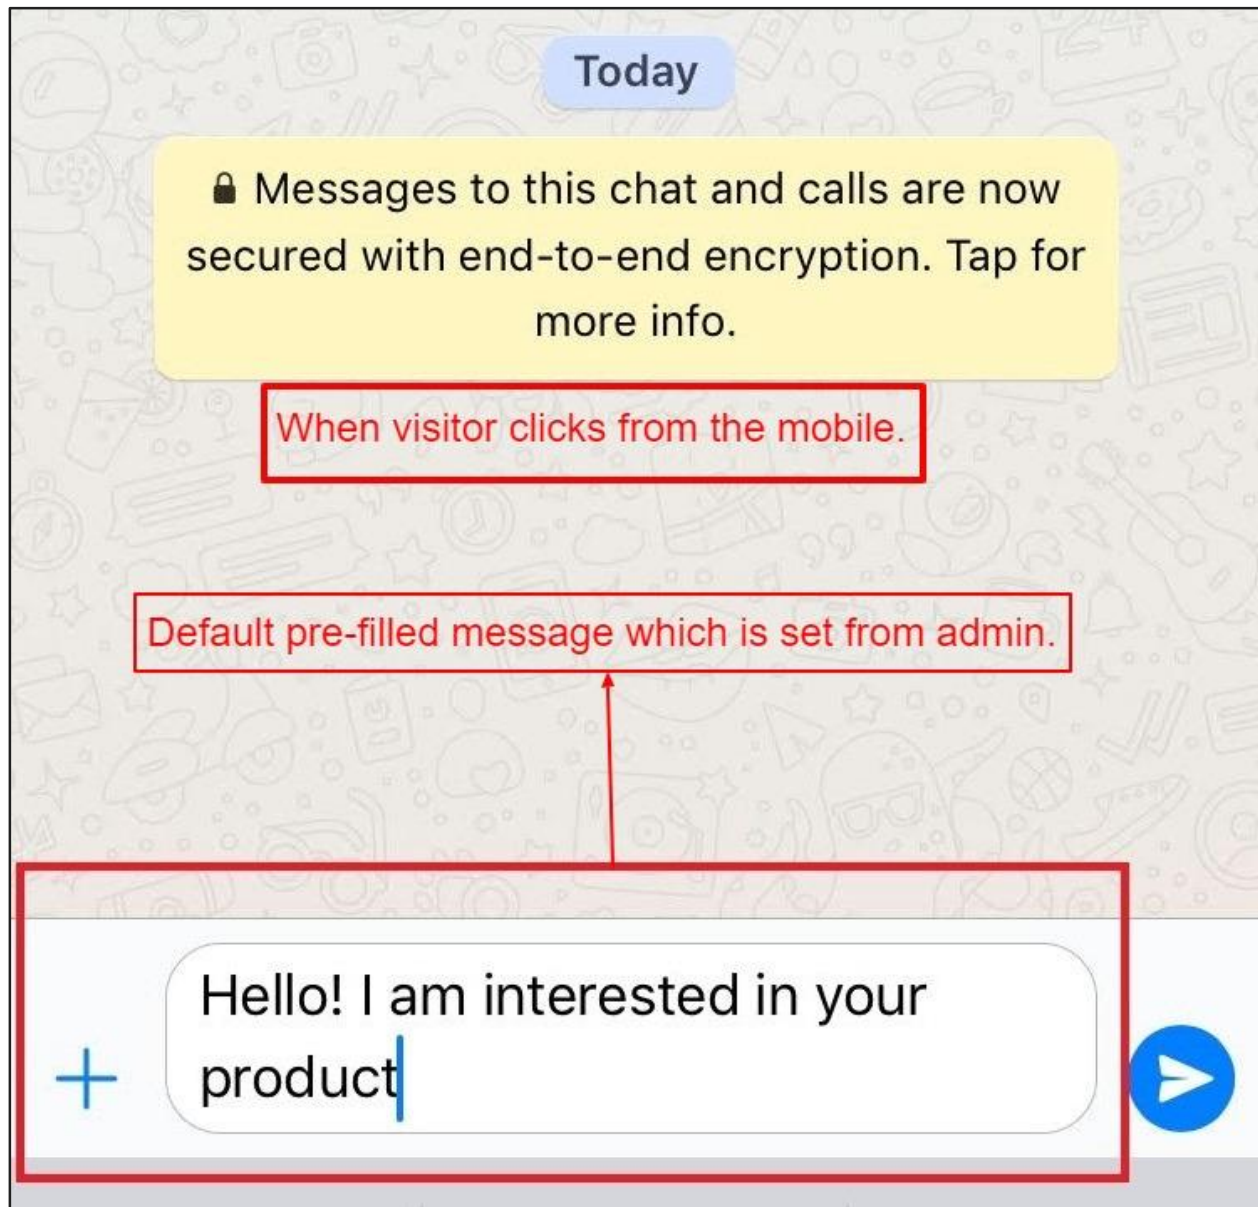 Today
Messages to this chat and calls are now
secured with end-to-end encryption. Tap for
more info.
When visitor clicks from the mobile.
Default pre-filled message which is set from admin.
Hello! I am interested in your
product